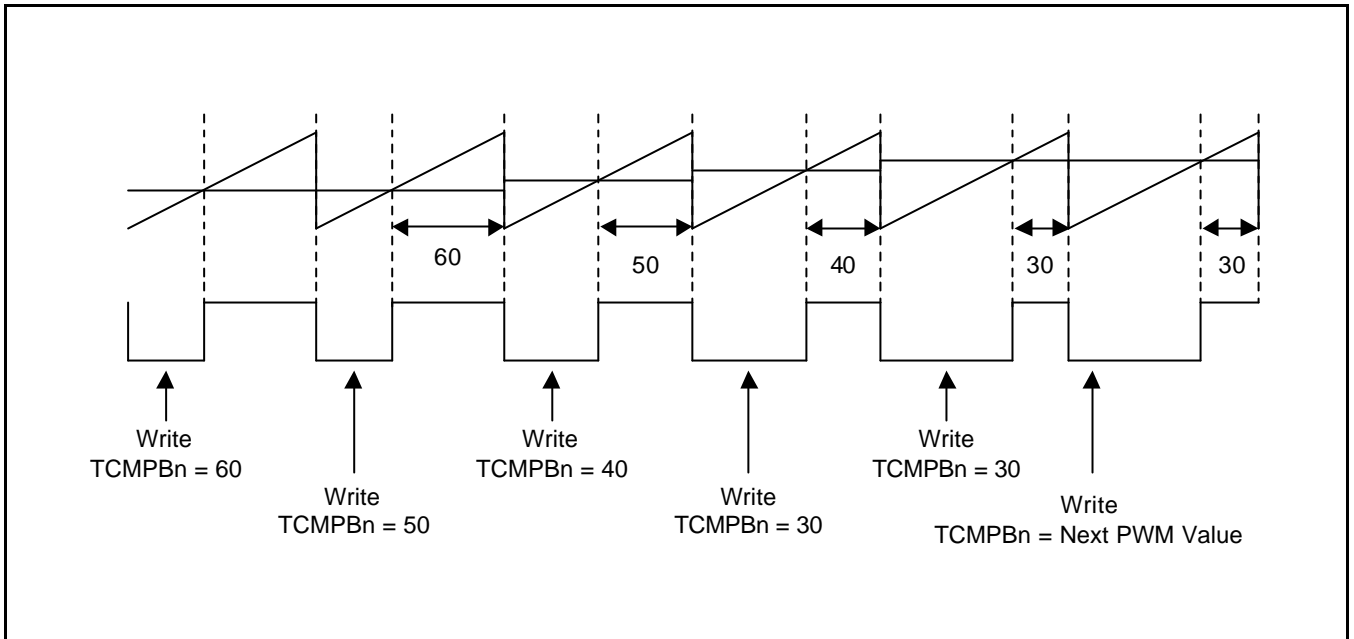 60
50
40
30
30
Write
TCMPBn = 60
Write
TCMPBn = 50
Write
TCMPBn = 40
Write
TCMPBn = 30
Write
TCMPBn = 30
Write
TCMPBn = Next PWM Value